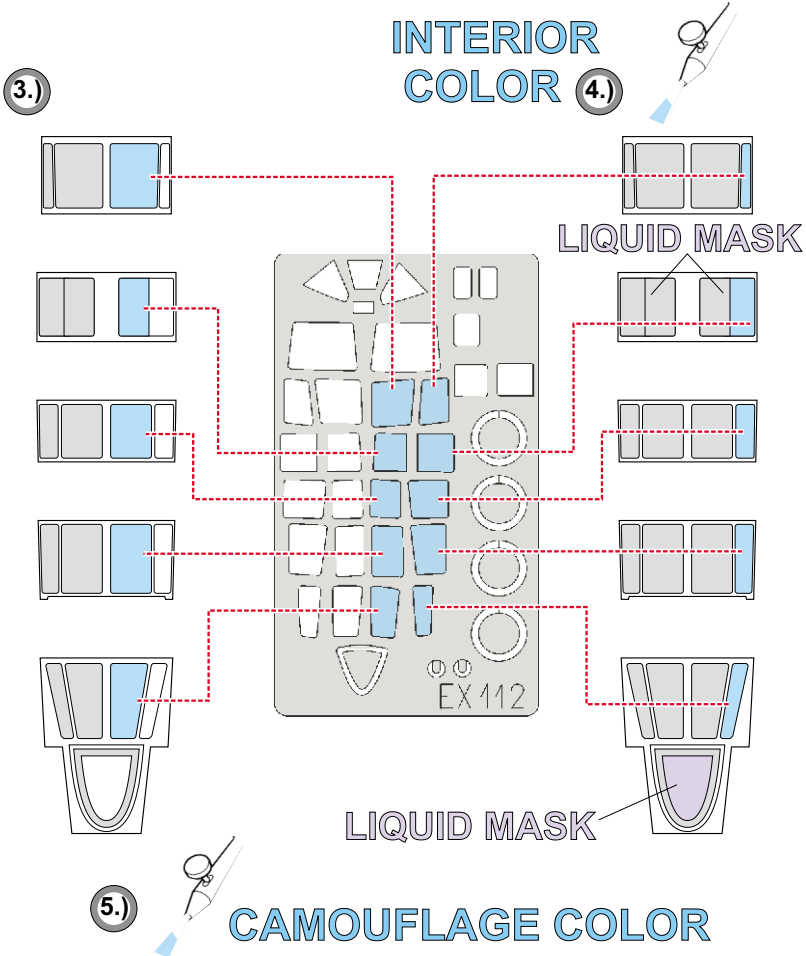 INTERIOR
COLOR
3.)
4.)
LIQUID MASK
EX112
LIQUID MASK
5.)
CAMOUFLAGE COLOR